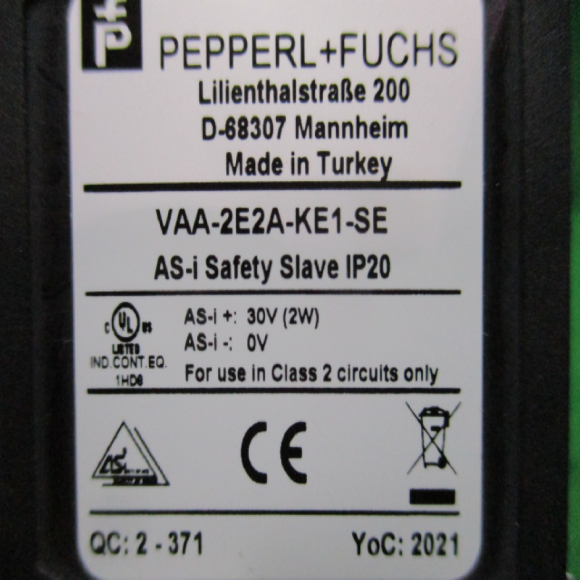 PEPPERL+FUCHS
Lilienthalstraße 200
D-68307 Mannheim
Made in Turkey
VAA-2E2A-KE1-SE
AS-i Safety Slave IP20
AS-i +: 30V (2W)
AS-i -: 0V
For use in Class 2 circuits only
C UL US
LISTED
IND.CONT.EQ.
1HD8
CE
QC: 2 - 371
YoC: 2021